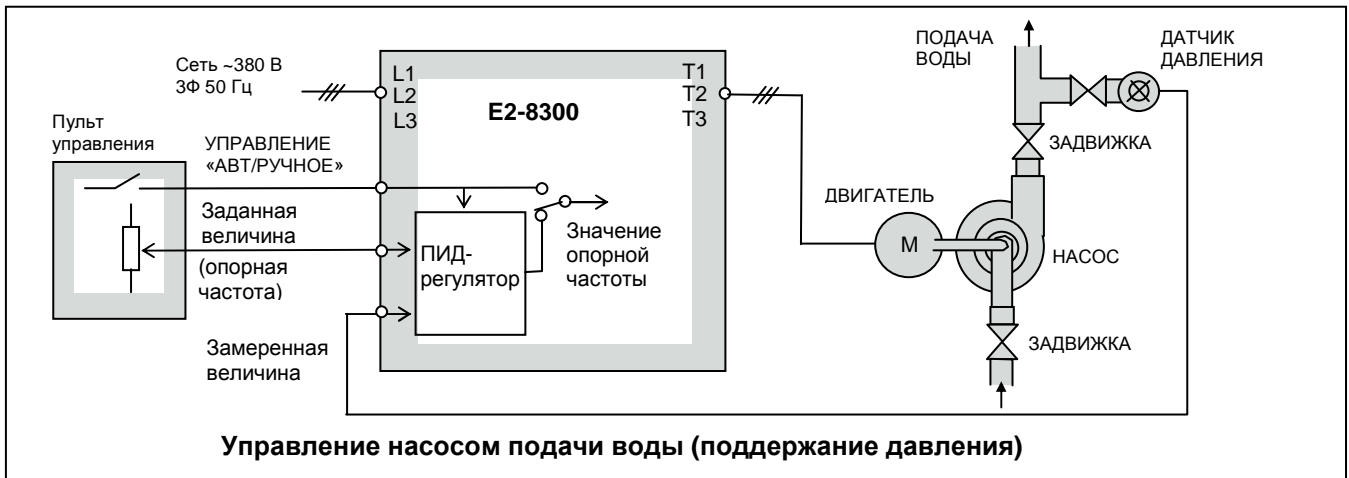 Сеть ~380 В
3Ф 50 Гц
L1
L2
L3
E2-8300
T1
T2
T3
ПОДАЧА
ВОДЫ
ДАТЧИК
ДАВЛЕНИЯ
Пульт
управления
УПРАВЛЕНИЕ
«АВТ/РУЧНОЕ»
ЗАДВИЖКА
ДВИГАТЕЛЬ
Заданная
величина
(опорная
частота)
ПИД-
регулятор
Значение
опорной
частоты
М
НАСОС
Замеренная
величина
ЗАДВИЖКА
Управление насосом подачи воды (поддержание давления)